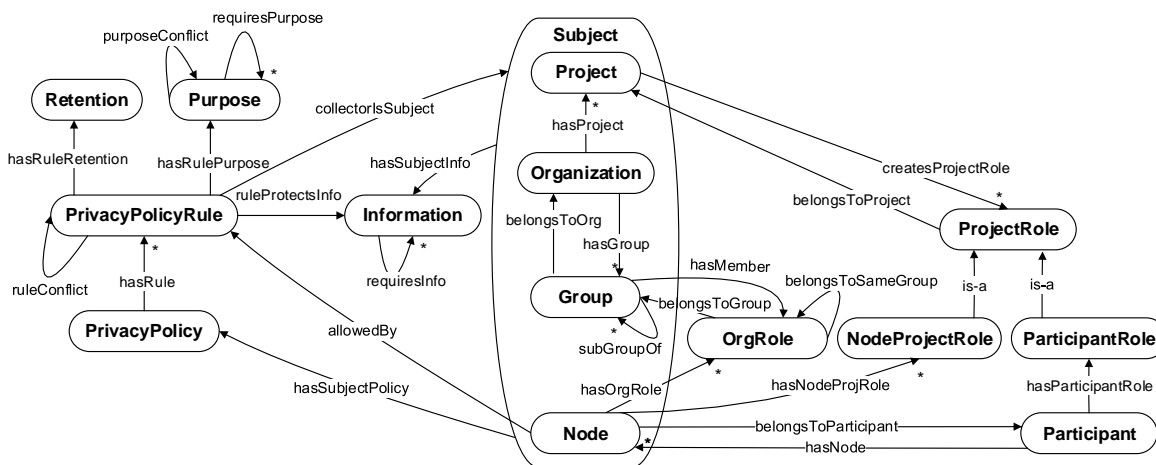 requiresPurpose
purposeConflict
*
Subject
Project
*
Retention
Purpose
collectorIsSubject
hasProject
hasRuleRetention
hasRulePurpose
hasSubjectInfo
Organization
createsProjectRole
ruleProtectsInfo
belongsToProject
*
PrivacyPolicyRule
Information
belongsToOrg
ProjectRole
*
*
hasGroup
*
hasMember
ruleConflict
hasRule
requiresInfo
belongsToSameGroup
is-a
is-a
Group
belongsToGroup
PrivacyPolicy
allowedBy
*
subGroupOf
OrgRole
NodeProjectRole
ParticipantRole
*
*
hasSubjectPolicy
hasOrgRole
hasNodeProjRole
hasParticipantRole
Node
belongsToParticipant
Participant
*
hasNode